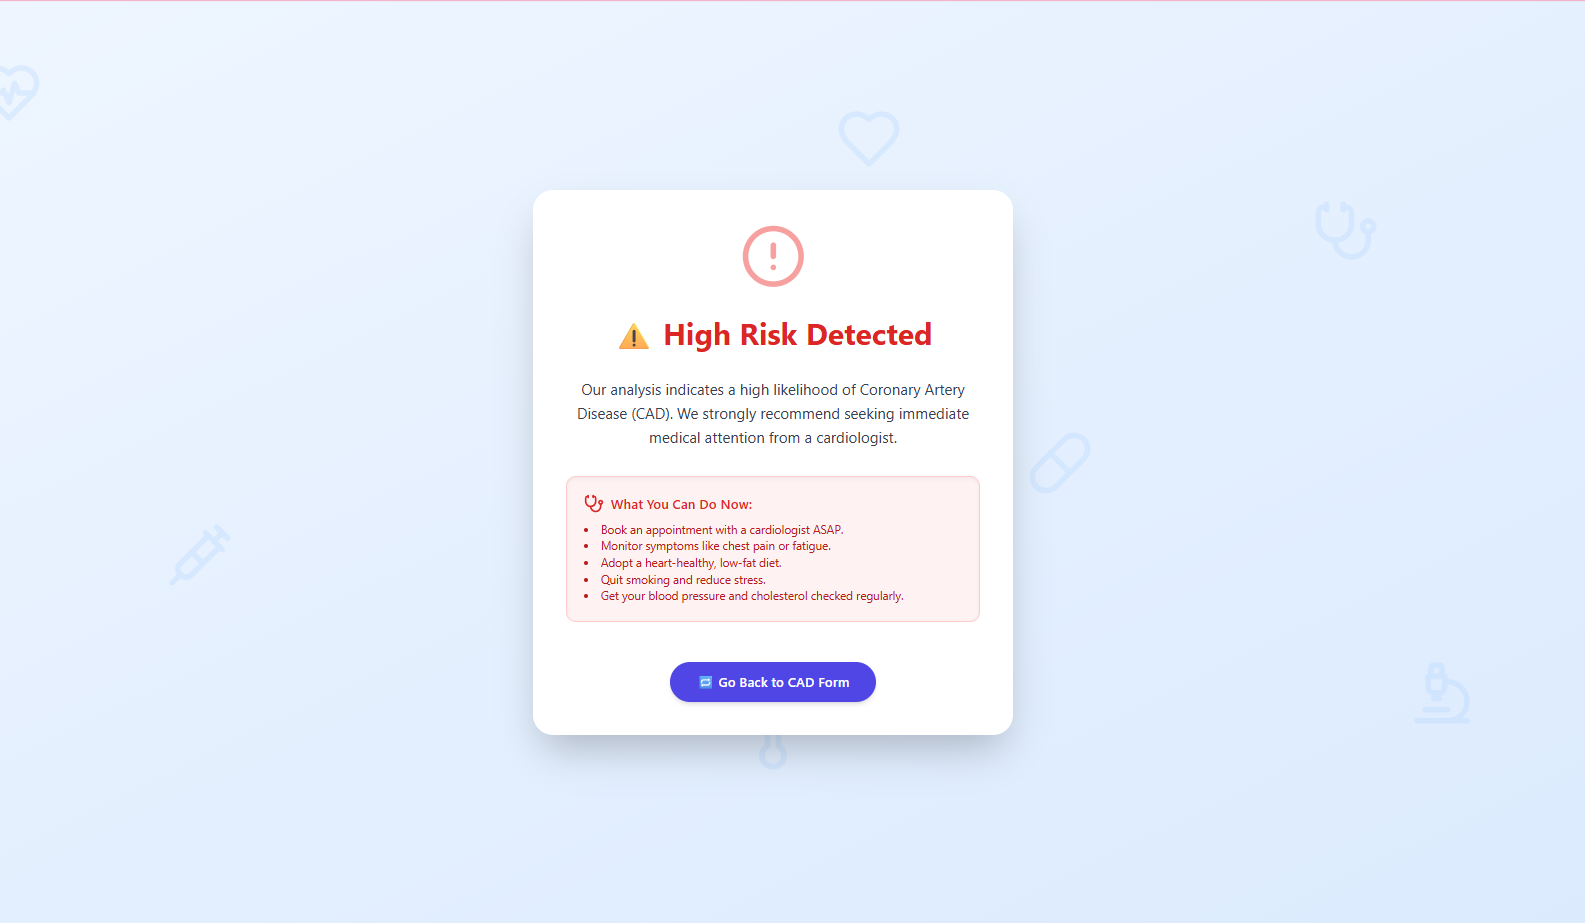 ⚠️ High Risk Detected
Our analysis indicates a high likelihood of Coronary Artery
Disease (CAD). We strongly recommend seeking immediate
medical attention from a cardiologist.
What You Can Do Now:
• Book an appointment with a cardiologist ASAP.
• Monitor symptoms like chest pain or fatigue.
• Adopt a heart-healthy, low-fat diet.
• Quit smoking and reduce stress.
• Get your blood pressure and cholesterol checked regularly.
🔁 Go Back to CAD Form